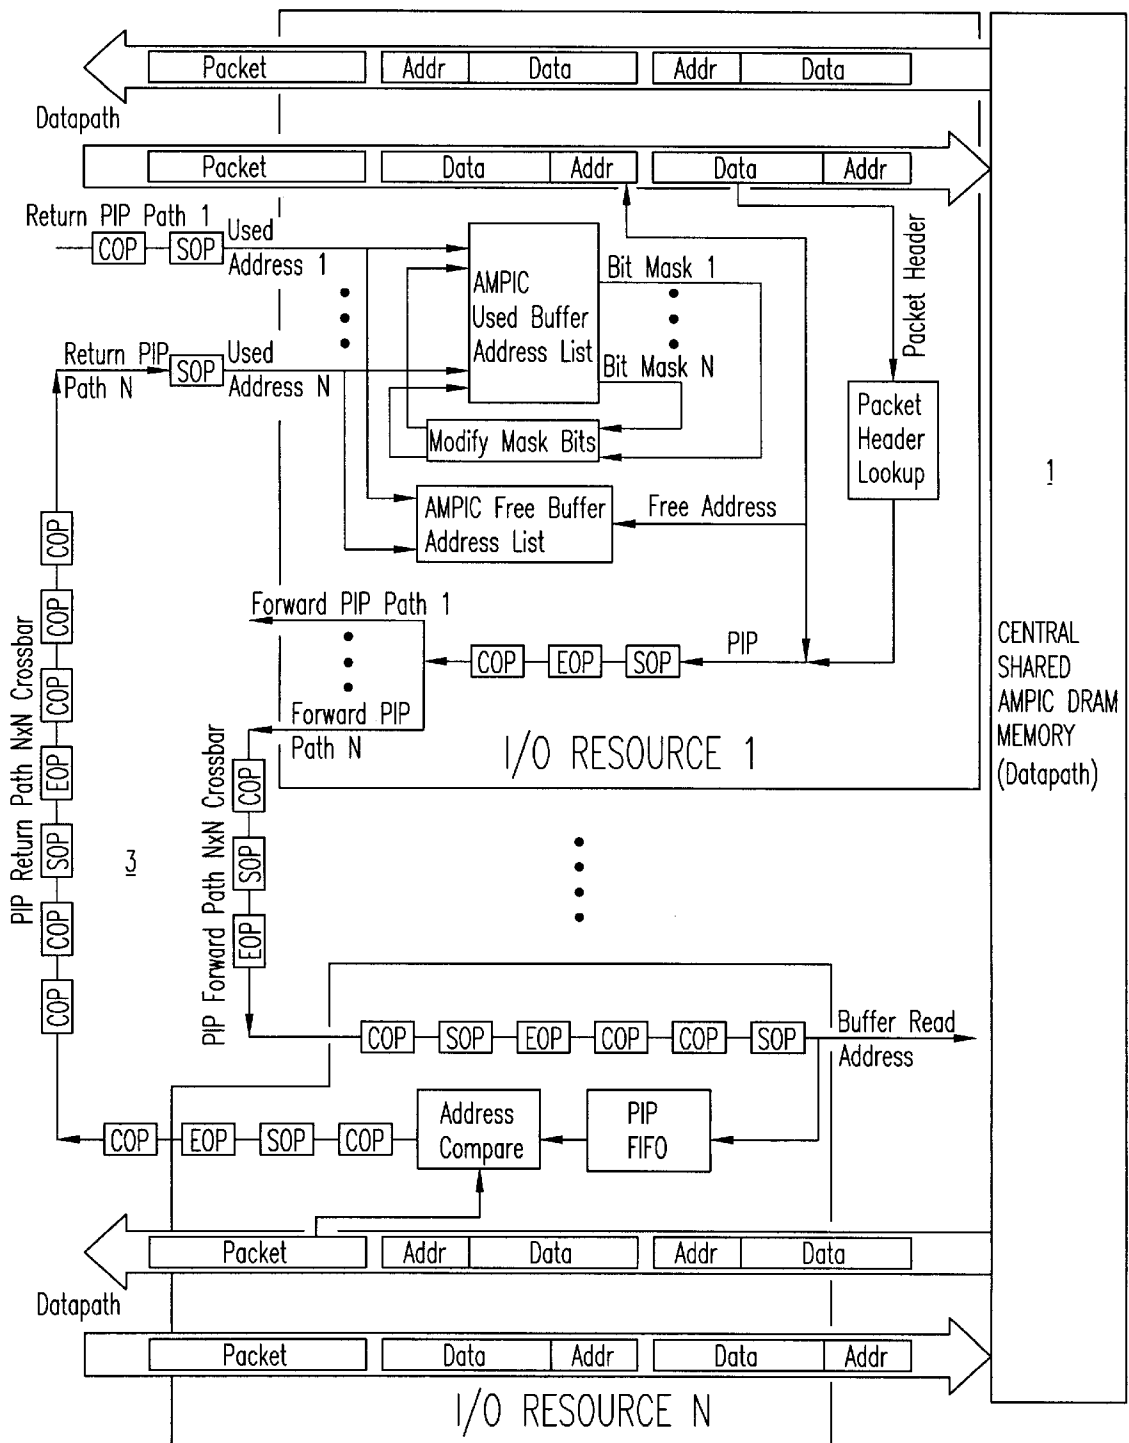 Packet Addr Data Addr Data
Datapath
Packet Data Addr Data Addr
Return PIP Path 1
COP SOP Used
Address 1
AMPIC
Used Buffer
Address List
Bit Mask 1
Bit Mask N
Packet Header
Return PIP
Path N
SOP Used
Address N
Modify Mask Bits
Packet
Header
Lookup
1
AMPIC Free Buffer
Address List
Free Address
Forward PIP Path 1
COP EOP SOP PIP
Forward PIP
Path N
I/O RESOURCE 1
CENTRAL
SHARED
AMPIC DRAM
MEMORY
(Datapath)
PIP Return Path NxN Crossbar
COP
COP
COP
EOP
SOP
COP
COP
3
PIP Forward Path NxN Crossbar
COP
SOP
EOP
COP SOP EOP COP COP SOP Buffer Read
Address
COP EOP SOP COP
Address
Compare
PIP
FIFO
Packet Addr Data Addr Data
Datapath
Packet Data Addr Data Addr
I/O RESOURCE N